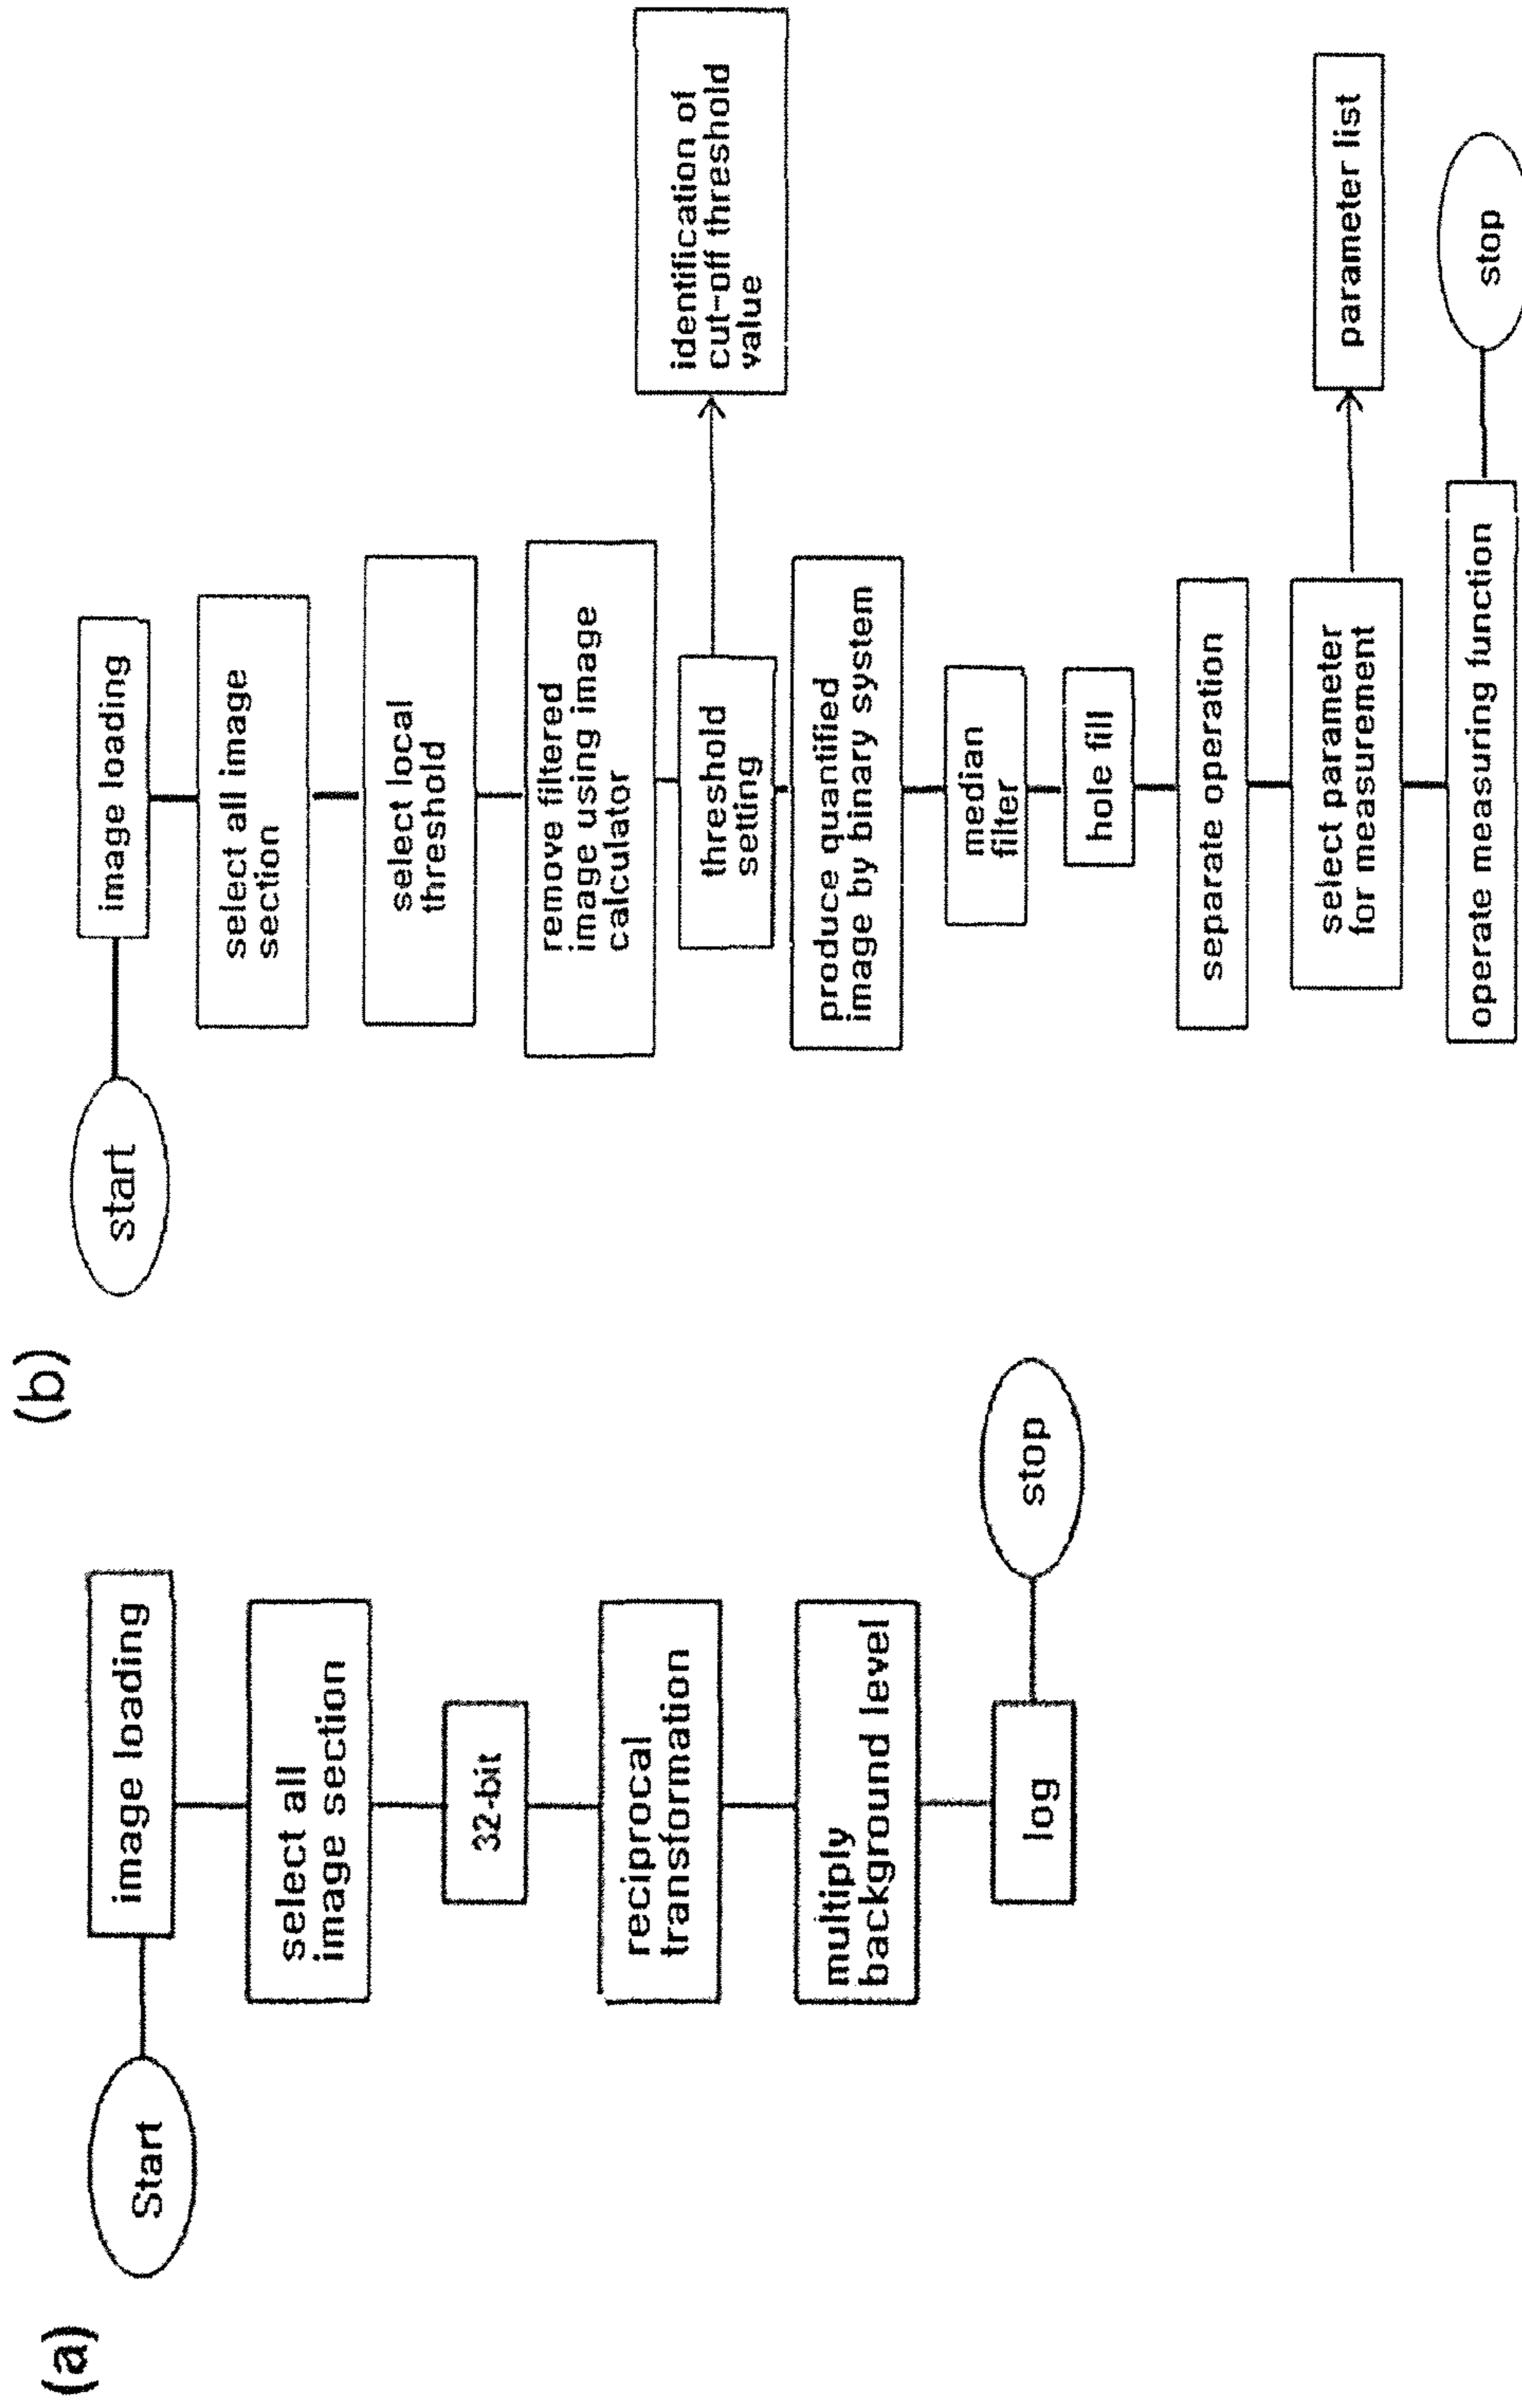 (a)
Start
image loading
select all
image section
32-bit
reciprocal
transformation
multiply
background level
log
stop
(b)
start
image loading
select all image
section
select local
threshold
remove filtered
image using image
calculator
threshold
setting
identification of
cut-off threshold
value
produce quantified
image by binary system
median
filter
hole fill
separate operation
select parameter
for measurement
parameter list
operate measuring function
stop